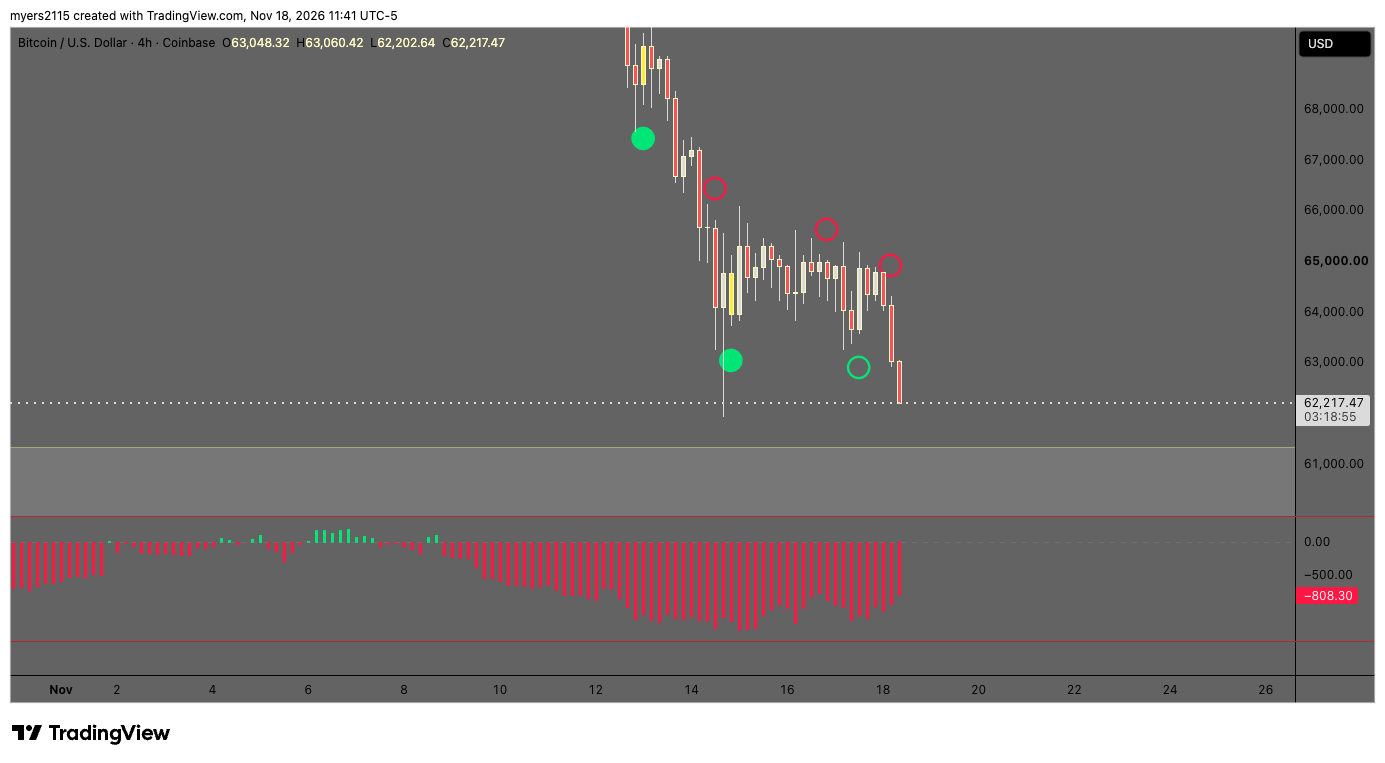 myers2115 created with TradingView.com, Nov 18, 2026 11:41 UTC-5
Bitcoin / U.S. Dollar · 4h · Coinbase O63,048.32 H63,060.42 L62,202.64 C62,217.47
USD
68,000.00
67,000.00
66,000.00
65,000.00
64,000.00
63,000.00
62,217.47
03:18:55
61,000.00
0.00
−500.00
−808.30
Nov 2 4 6 8 10 12 14 16 18 20 22 24 26
TradingView